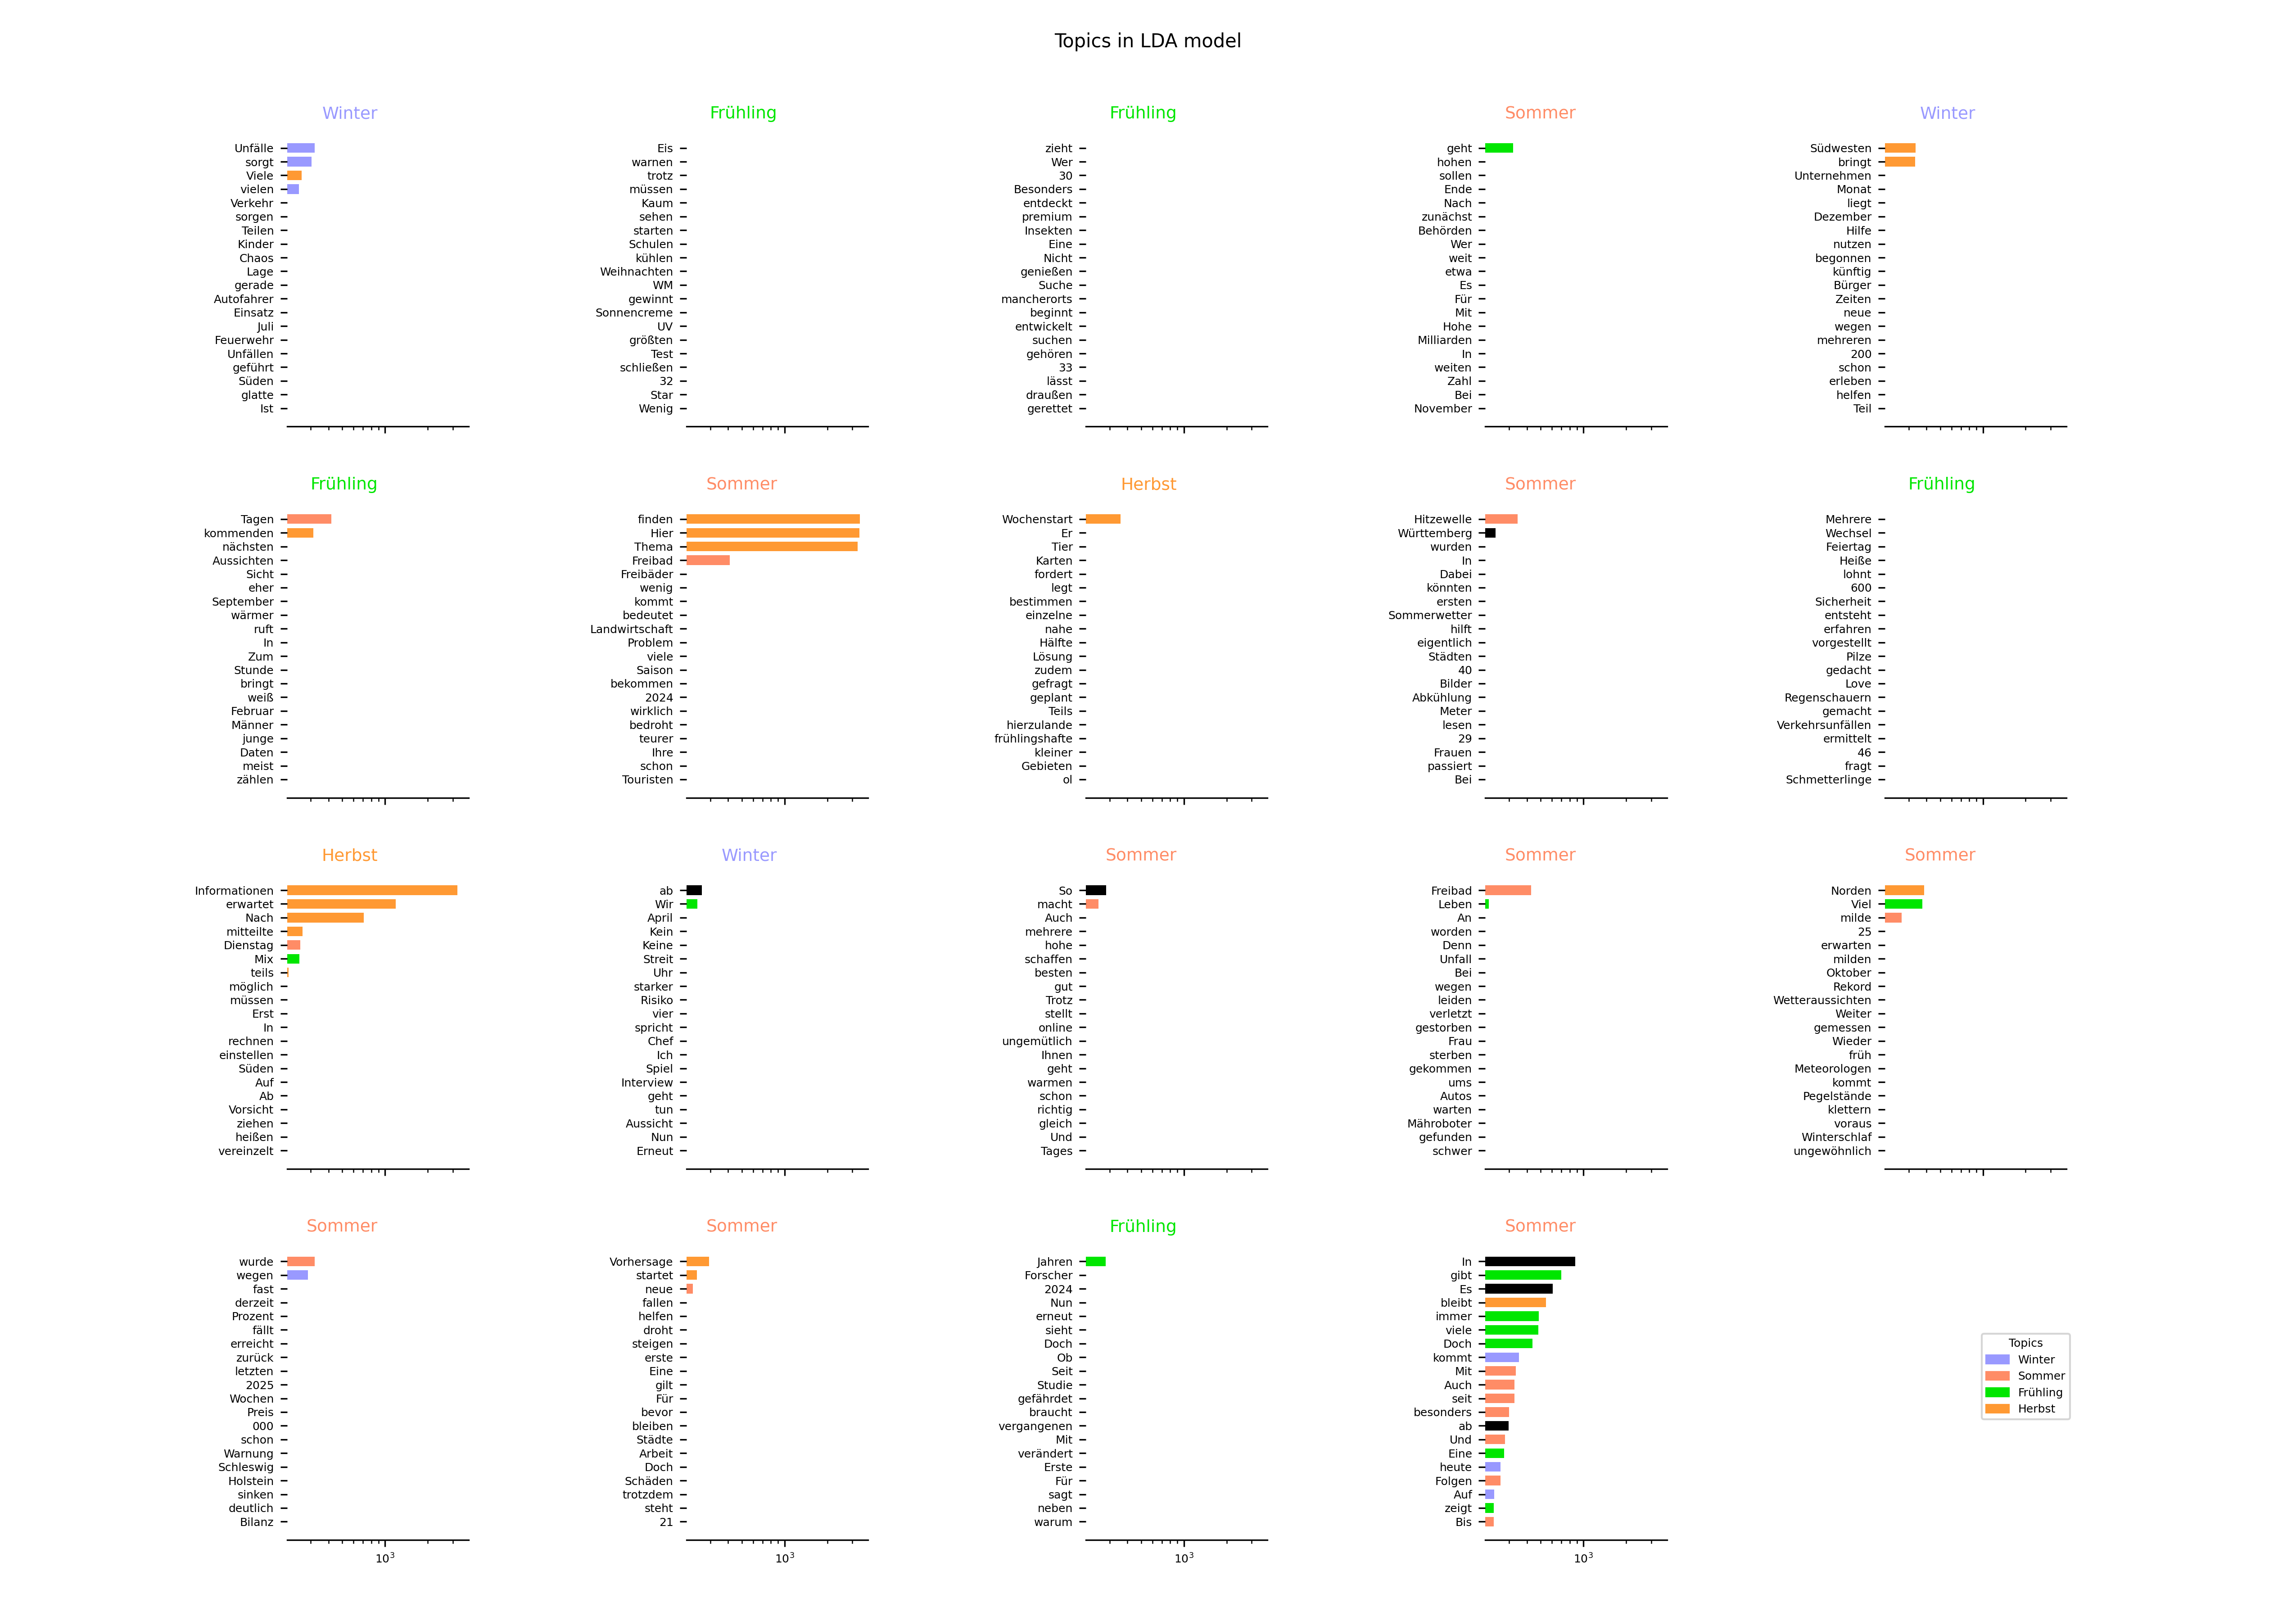 Topics in LDA model
Winter
Unfälle
sorgt
Viele
vielen
Verkehr
sorgen
Teilen
Kinder
Chaos
Lage
gerade
Autofahrer
Einsatz
Juli
Feuerwehr
Unfällen
geführt
Süden
glatte
Ist
Frühling
Eis
warnen
trotz
müssen
Kaum
sehen
starten
Schulen
kühlen
Weihnachten
WM
gewinnt
Sonnencreme
UV
größten
Test
schließen
32
Star
Wenig
Frühling
zieht
Wer
30
Besonders
entdeckt
premium
Insekten
Eine
Nicht
genießen
Suche
mancherorts
beginnt
entwickelt
suchen
gehören
33
lässt
draußen
gerettet
Sommer
geht
hohen
sollen
Ende
Nach
zunächst
Behörden
Wer
weit
etwa
Es
Für
Mit
Hohe
Milliarden
In
weiten
Zahl
Bei
November
Winter
Südwesten
bringt
Unternehmen
Monat
liegt
Dezember
Hilfe
nutzen
begonnen
künftig
Bürger
Zeiten
neue
wegen
mehreren
200
schon
erleben
helfen
Teil
Frühling
Tagen
kommenden
nächsten
Aussichten
Sicht
eher
September
wärmer
ruft
In
Zum
Stunde
bringt
weiß
Februar
Männer
junge
Daten
meist
zählen
Sommer
finden
Hier
Thema
Freibad
Freibäder
wenig
kommt
bedeutet
Landwirtschaft
Problem
viele
Saison
bekommen
2024
wirklich
bedroht
teurer
Ihre
schon
Touristen
Herbst
Wochenstart
Er
Tier
Karten
fordert
legt
bestimmen
einzelne
nahe
Hälfte
Lösung
zudem
gefragt
geplant
Teils
hierzulande
frühlingshafte
kleiner
Gebieten
ol
Sommer
Hitzewelle
Württemberg
wurden
In
Dabei
könnten
ersten
Sommerwetter
hilft
eigentlich
Städten
40
Bilder
Abkühlung
Meter
lesen
29
Frauen
passiert
Bei
Frühling
Mehrere
Wechsel
Feiertag
Heiße
lohnt
600
Sicherheit
entsteht
erfahren
vorgestellt
Pilze
gedacht
Love
Regenschauern
gemacht
Verkehrsunfällen
ermittelt
46
fragt
Schmetterlinge
Herbst
Informationen
erwartet
Nach
mitteilte
Dienstag
Mix
teils
möglich
müssen
Erst
In
rechnen
einstellen
Süden
Auf
Ab
Vorsicht
ziehen
heißen
vereinzelt
Winter
ab
Wir
April
Kein
Keine
Streit
Uhr
starker
Risiko
vier
spricht
Chef
Ich
Spiel
Interview
geht
tun
Aussicht
Nun
Erneut
Sommer
So
macht
Auch
mehrere
hohe
schaffen
besten
gut
Trotz
stellt
online
ungemütlich
Ihnen
geht
warmen
schon
richtig
gleich
Und
Tages
Sommer
Freibad
Leben
An
worden
Denn
Unfall
Bei
wegen
leiden
verletzt
gestorben
Frau
sterben
gekommen
ums
Autos
warten
Mähroboter
gefunden
schwer
Sommer
Norden
Viel
milde
25
erwarten
milden
Oktober
Rekord
Wetteraussichten
Weiter
gemessen
Wieder
früh
Meteorologen
kommt
Pegelstände
klettern
voraus
Winterschlaf
ungewöhnlich
Sommer
wurde
wegen
fast
derzeit
Prozent
fällt
erreicht
zurück
letzten
2025
Wochen
Preis
000
schon
Warnung
Schleswig
Holstein
sinken
deutlich
Bilanz
10³
Sommer
Vorhersage
startet
neue
fallen
helfen
droht
steigen
erste
Eine
gilt
Für
bevor
bleiben
Städte
Arbeit
Doch
Schäden
trotzdem
steht
21
10³
Frühling
Jahren
Forscher
2024
Nun
erneut
sieht
Doch
Ob
Seit
Studie
gefährdet
braucht
vergangenen
Mit
verändert
Erste
Für
sagt
neben
warum
10³
Sommer
In
gibt
Es
bleibt
immer
viele
Doch
kommt
Mit
Auch
seit
besonders
ab
Und
Eine
heute
Folgen
Auf
zeigt
Bis
10³
Topics
Winter
Sommer
Frühling
Herbst